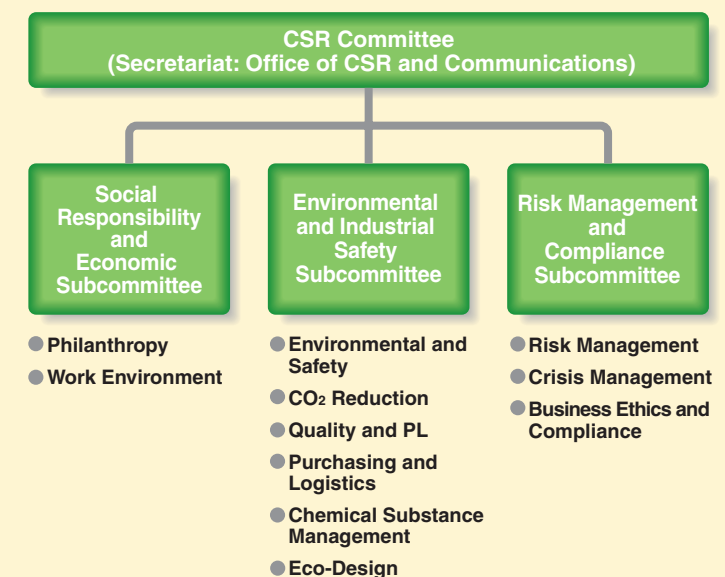 CSR Committee
(Secretariat: Office of CSR and Communications)
Social
Responsibility
and
Economic
Subcommittee
Environmental
and Industrial
Safety
Subcommittee
Risk Management
and
Compliance
Subcommittee
Philanthropy
Work Environment
Environmental and
Safety
CO2 Reduction
Quality and PL
Purchasing and
Logistics
Chemical Substance
Management
Eco-Design
Risk Management
Crisis Management
Business Ethics and
Compliance